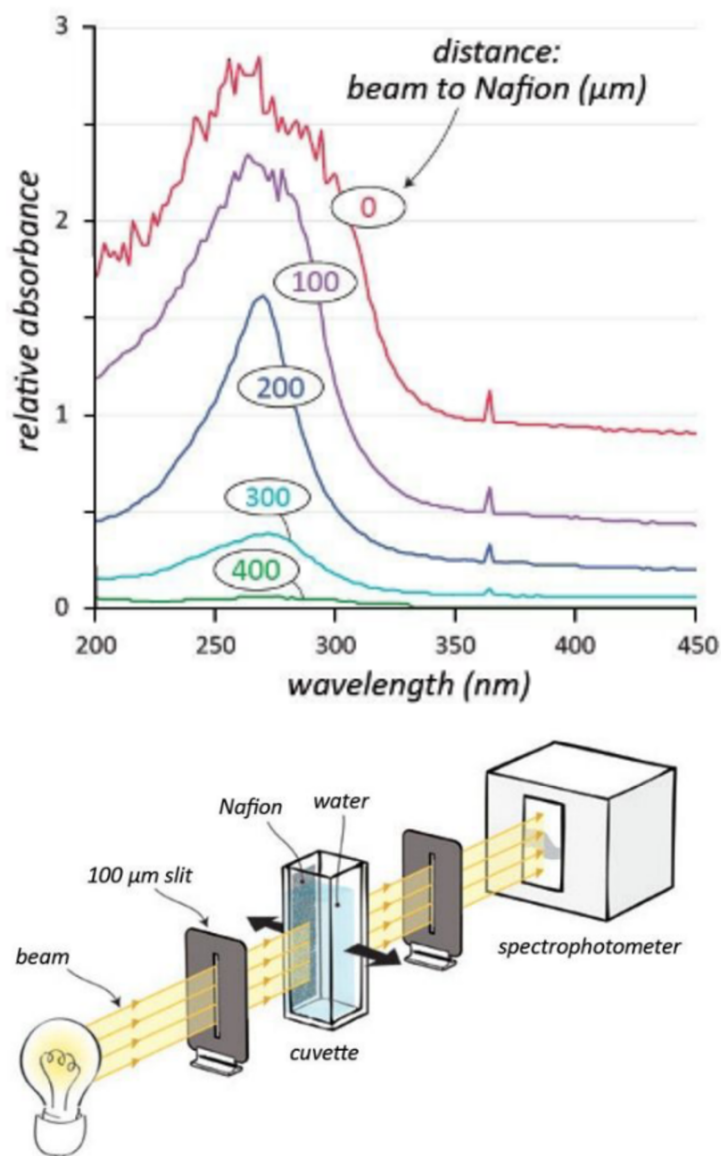 3
distance:
beam to Nafion (μm)
2
0
100
1
200
300
400
0
200 250 300 350 400 450
relative absorbance
wavelength (nm)
Nafion
water
100 μm slit
beam
cuvette
spectrophotometer